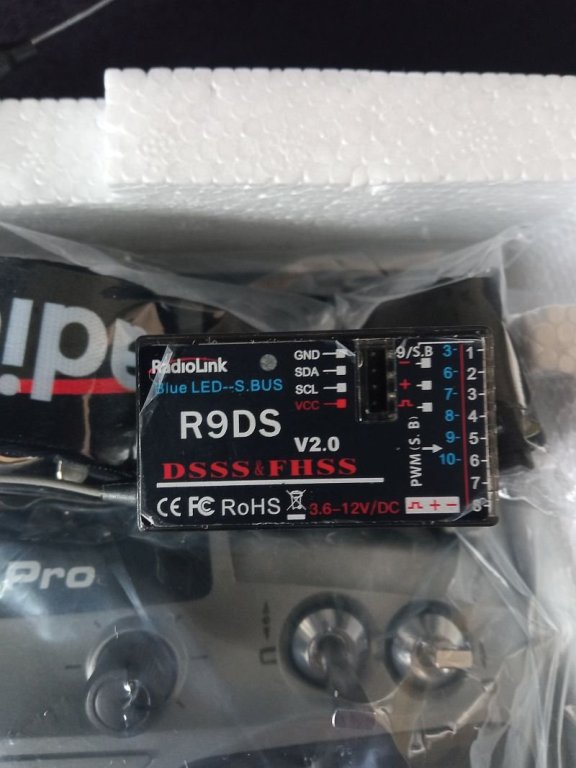 RadioLink
Blue LED--S.BUS
R9DS
V2.0
DSSS&FHSS
CE FC RoHS
3.6-12V/DC
GND
SDA
SCL
VCC
9/S.B
-
+
PWM(S.B)
3-
6-
7-
8-
9-
10-
1
2
3
4
5
6
7
8
+ -
Pro